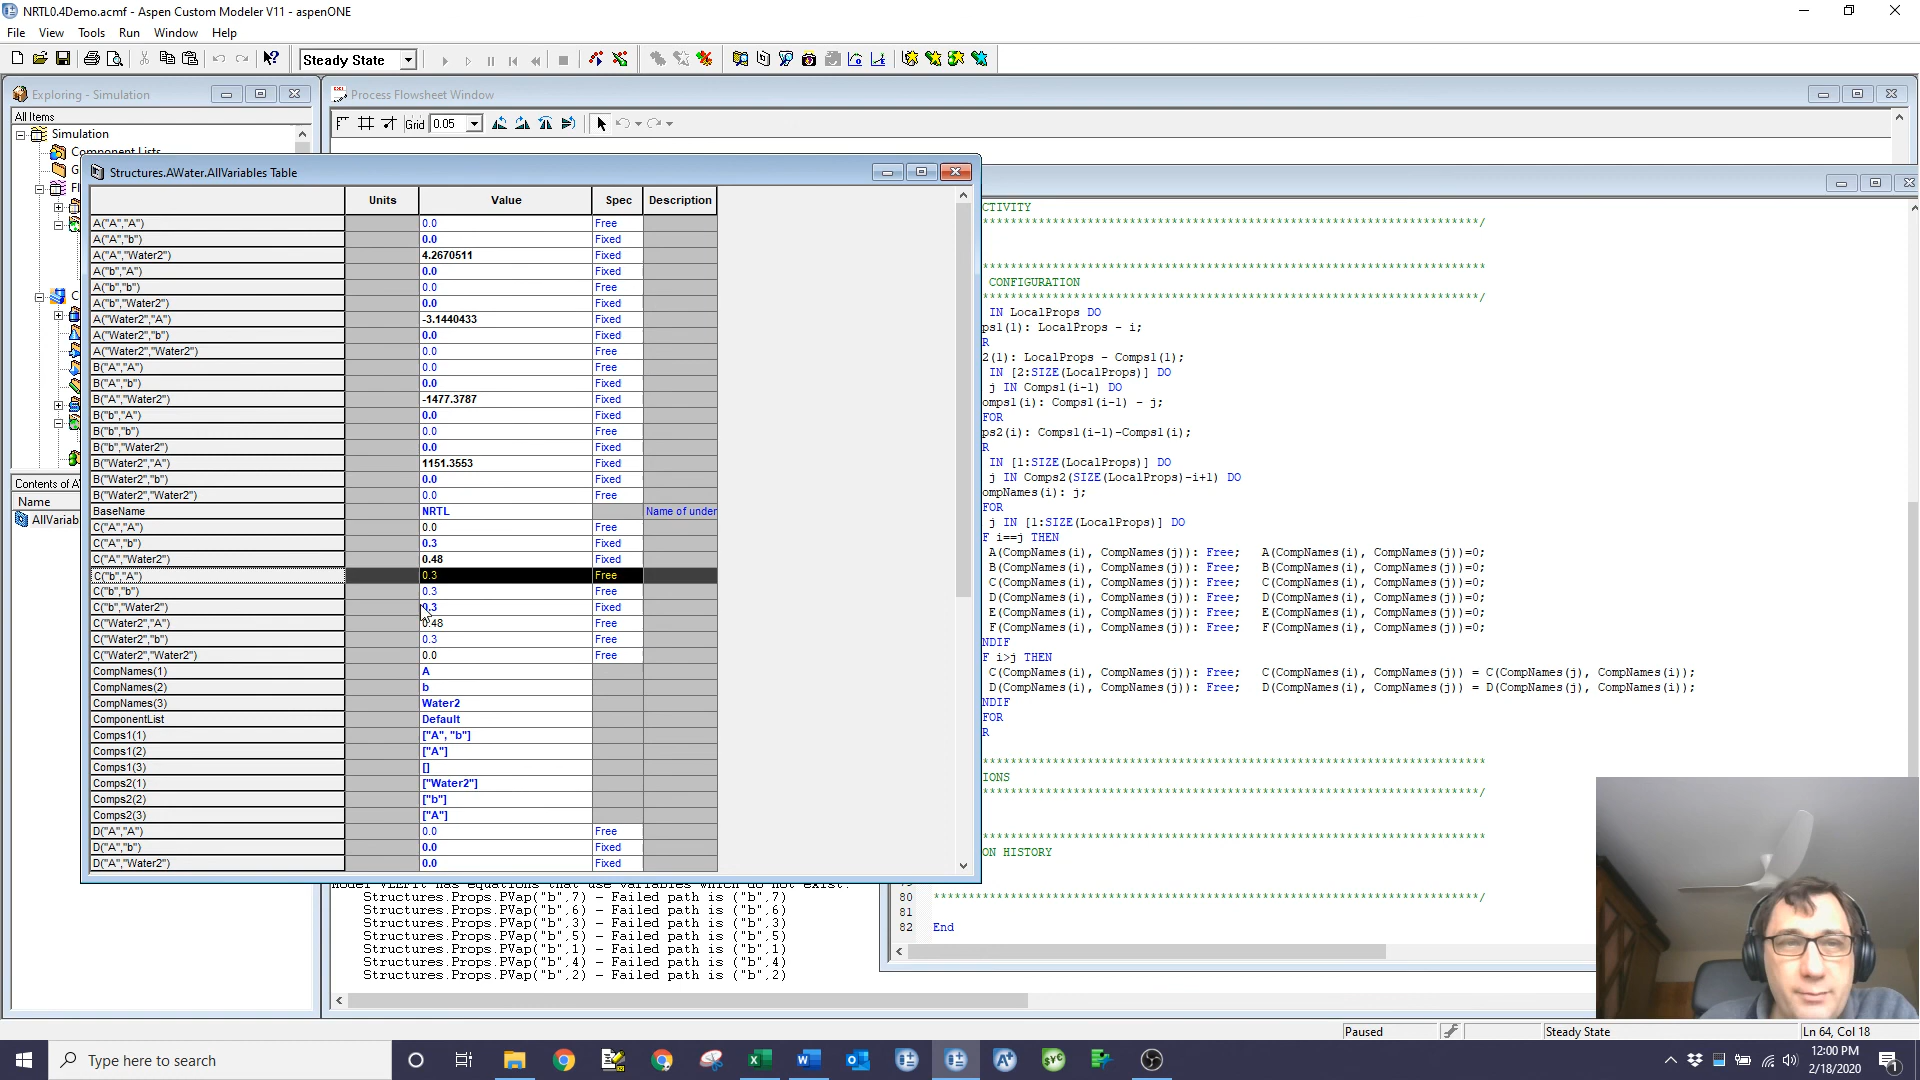 NRTL0.4Demo.acmf - Aspen Custom Modeler V11 - aspenONE
File View Tools Run Window Help
Steady State
Exploring - Simulation
All Items
Simulation
Component Lists
Process Flowsheet Window
Grid 0.05
Structures.AWater.AllVariables Table
Units Value Spec Description
A("A","A") 0.0 Free
A("A","b") 0.0 Fixed
A("A","Water2") 4.2670511 Fixed
A("b","A") 0.0 Fixed
A("b","b") 0.0 Free
A("b","Water2") 0.0 Fixed
A("Water2","A") -3.1440433 Fixed
A("Water2","b") 0.0 Fixed
A("Water2","Water2") 0.0 Free
B("A","A") 0.0 Free
B("A","b") 0.0 Fixed
B("A","Water2") -1477.3787 Fixed
B("b","A") 0.0 Fixed
B("b","b") 0.0 Free
B("b","Water2") 0.0 Fixed
B("Water2","A") 1151.3553 Fixed
B("Water2","b") 0.0 Fixed
B("Water2","Water2") 0.0 Free
BaseName NRTL Name of under
C("A","A") 0.0 Free
C("A","b") 0.3 Fixed
C("A","Water2") 0.48 Fixed
C("b","A") 0.3 Free
C("b","b") 0.3 Free
C("b","Water2") 0.3 Fixed
C("Water2","A") 0.48 Free
C("Water2","b") 0.3 Free
C("Water2","Water2") 0.0 Free
CompNames(1) A
CompNames(2) b
CompNames(3) Water2
ComponentList Default
Comps1(1) ["A", "b"]
Comps1(2) ["A"]
Comps1(3) []
Comps2(1) ["Water2"]
Comps2(2) ["b"]
Comps2(3) ["A"]
D("A","A") 0.0 Free
D("A","b") 0.0 Fixed
D("A","Water2") 0.0 Fixed
Contents of A
Name
AllVariab
CTIVITY
*****************************************************************/
*****************************************************************
CONFIGURATION
*****************************************************************/
IN LocalProps DO
ps1(1): LocalProps - i;
R
2(1): LocalProps - Comps1(1);
IN [2:SIZE(LocalProps)] DO
j IN Comps1(i-1) DO
omps1(i): Comps1(i-1) - j;
FOR
ps2(i): Comps1(i-1)-Comps1(i);
R
IN [1:SIZE(LocalProps)] DO
j IN Comps2(SIZE(LocalProps)-i+1) DO
ompNames(i): j;
FOR
j IN [1:SIZE(LocalProps)] DO
F i==j THEN
A(CompNames(i), CompNames(j)): Free; A(CompNames(i), CompNames(j))=0;
B(CompNames(i), CompNames(j)): Free; B(CompNames(i), CompNames(j))=0;
C(CompNames(i), CompNames(j)): Free; C(CompNames(i), CompNames(j))=0;
D(CompNames(i), CompNames(j)): Free; D(CompNames(i), CompNames(j))=0;
E(CompNames(i), CompNames(j)): Free; E(CompNames(i), CompNames(j))=0;
F(CompNames(i), CompNames(j)): Free; F(CompNames(i), CompNames(j))=0;
NDIF
F i>j THEN
C(CompNames(i), CompNames(j)): Free; C(CompNames(i), CompNames(j)) = C(CompNames(j), CompNames(i));
D(CompNames(i), CompNames(j)): Free; D(CompNames(i), CompNames(j)) = D(CompNames(j), CompNames(i));
NDIF
FOR
R
*****************************************************************
IONS
*****************************************************************/
*****************************************************************
ON HISTORY
80 *****************************************************************/
81
82 End
Structures.Props.PVap("b",7) - Failed path is ("b",7)
Structures.Props.PVap("b",6) - Failed path is ("b",6)
Structures.Props.PVap("b",3) - Failed path is ("b",3)
Structures.Props.PVap("b",5) - Failed path is ("b",5)
Structures.Props.PVap("b",1) - Failed path is ("b",1)
Structures.Props.PVap("b",4) - Failed path is ("b",4)
Structures.Props.PVap("b",2) - Failed path is ("b",2)
Paused Steady State Ln 64, Col 18
Type here to search
12:00 PM
2/18/2020